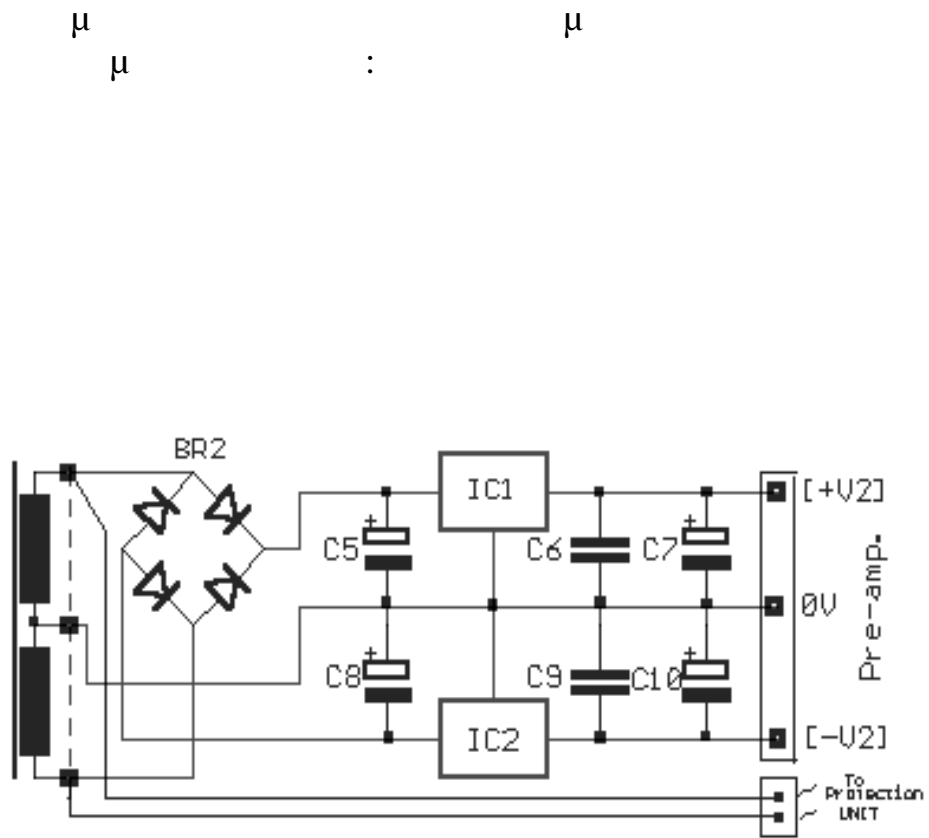 μ μ
μ :
BR2
IC1
[+V2]
+
+
C5
C6
C7
0V
Pre-amp.
+
+
C8
C9
C10
IC2
[-V2]
To
Protection
UNIT